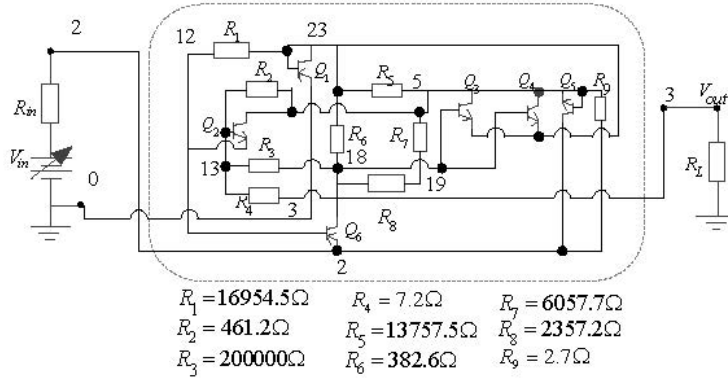 2
12
R1
23
Q1
R2
R5
5
Q3
Q4
Q5
R9
3
Vout
Rin
Q2
R6
R7
Vin
R3
18
13
19
RL
0
R4
3
R8
Q6
2
R1 = 16954.5Ω
R4 = 7.2Ω
R7 = 6057.7Ω
R2 = 461.2Ω
R5 = 13757.5Ω
R8 = 2357.2Ω
R3 = 200000Ω
R6 = 382.6Ω
R9 = 2.7Ω